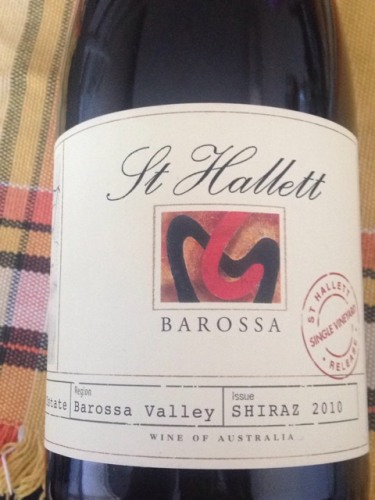 St Hallett
BAROSSA
ST HALLETT
SINGLE VINEYARD
RELEASE
Region
Issue
Barossa Valley
SHIRAZ 2010
WINE OF AUSTRALIA